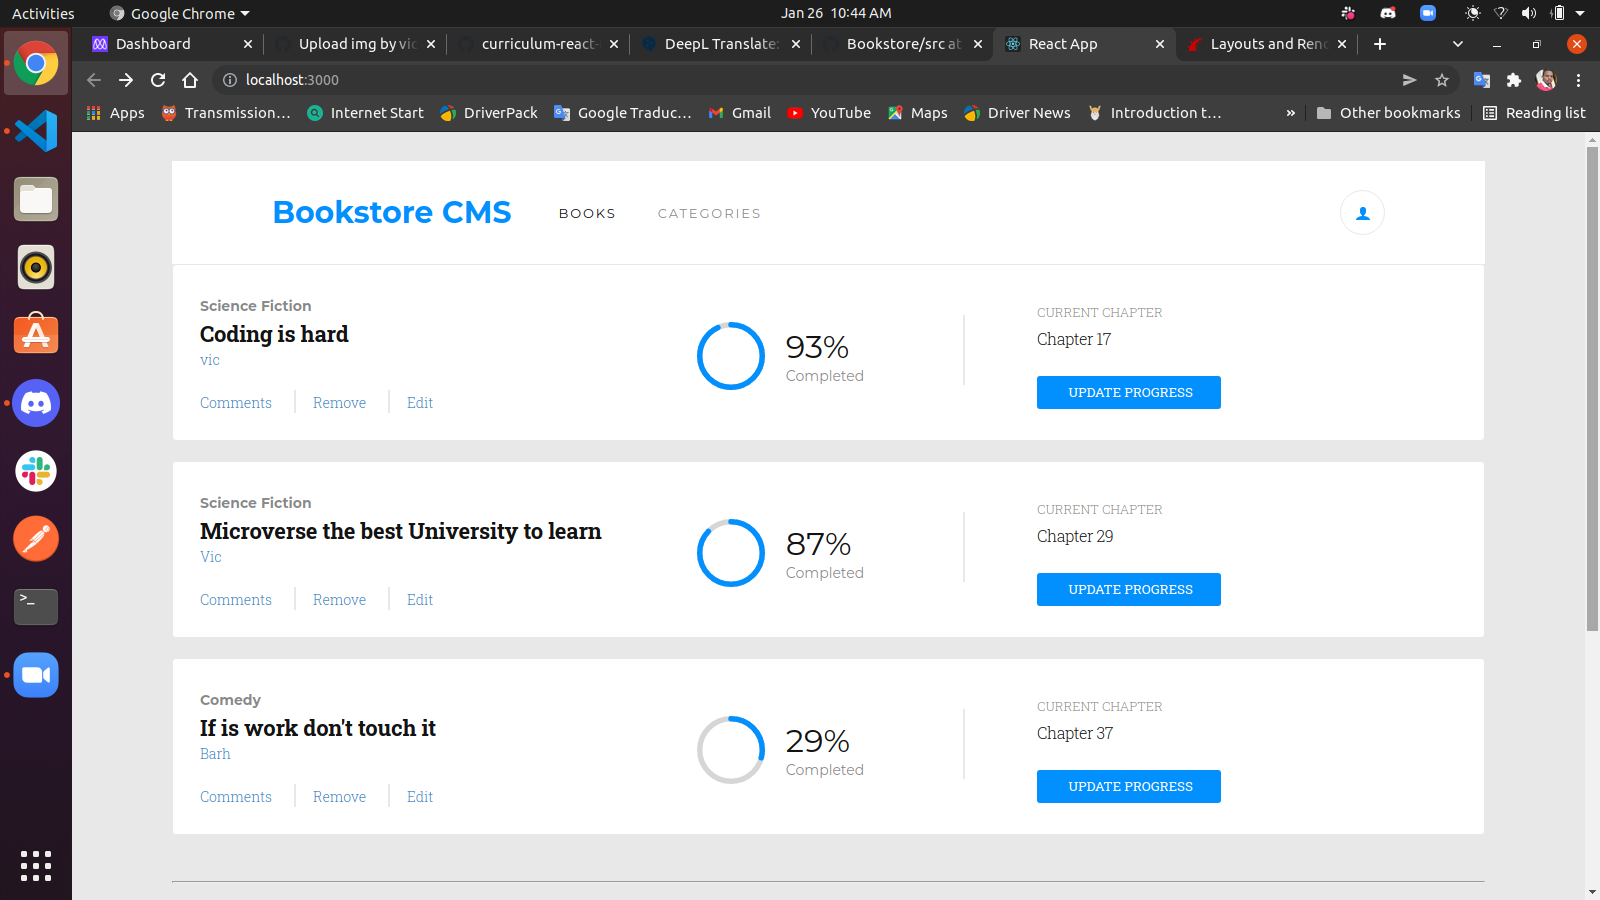 Activities
Google Chrome
Jan 26 10:44 AM
Dashboard
Upload img by vic
curriculum-react-
DeepL Translate:
Bookstore/src at
React App
Layouts and Ren
localhost:3000
Apps
Transmission...
Internet Start
DriverPack
Google Traduc...
Gmail
YouTube
Maps
Driver News
Introduction t...
»
Other bookmarks
Reading list
Bookstore CMS
BOOKS
CATEGORIES
Science Fiction
Coding is hard
vic
Comments
Remove
Edit
93%
Completed
CURRENT CHAPTER
Chapter 17
UPDATE PROGRESS
Science Fiction
Microverse the best University to learn
Vic
Comments
Remove
Edit
87%
Completed
CURRENT CHAPTER
Chapter 29
UPDATE PROGRESS
Comedy
If is work don't touch it
Barh
Comments
Remove
Edit
29%
Completed
CURRENT CHAPTER
Chapter 37
UPDATE PROGRESS